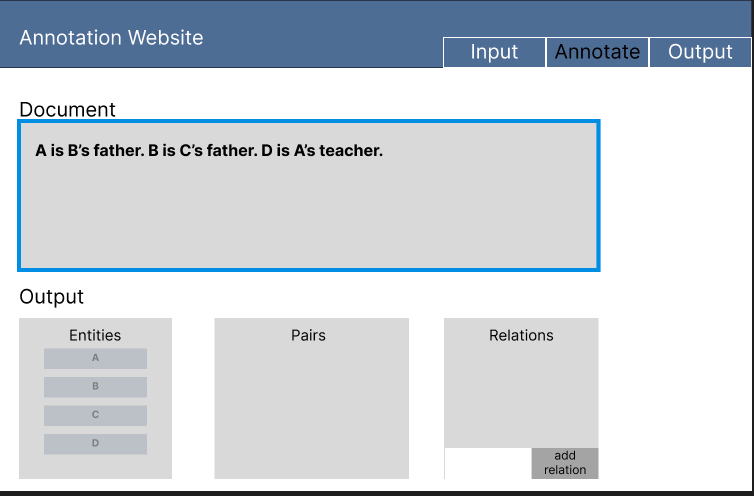 Annotation Website
Input
Annotate
Output
Document
A is B’s father. B is C’s father. D is A’s teacher.
Output
Entities
A
B
C
D
Pairs
Relations
add
relation